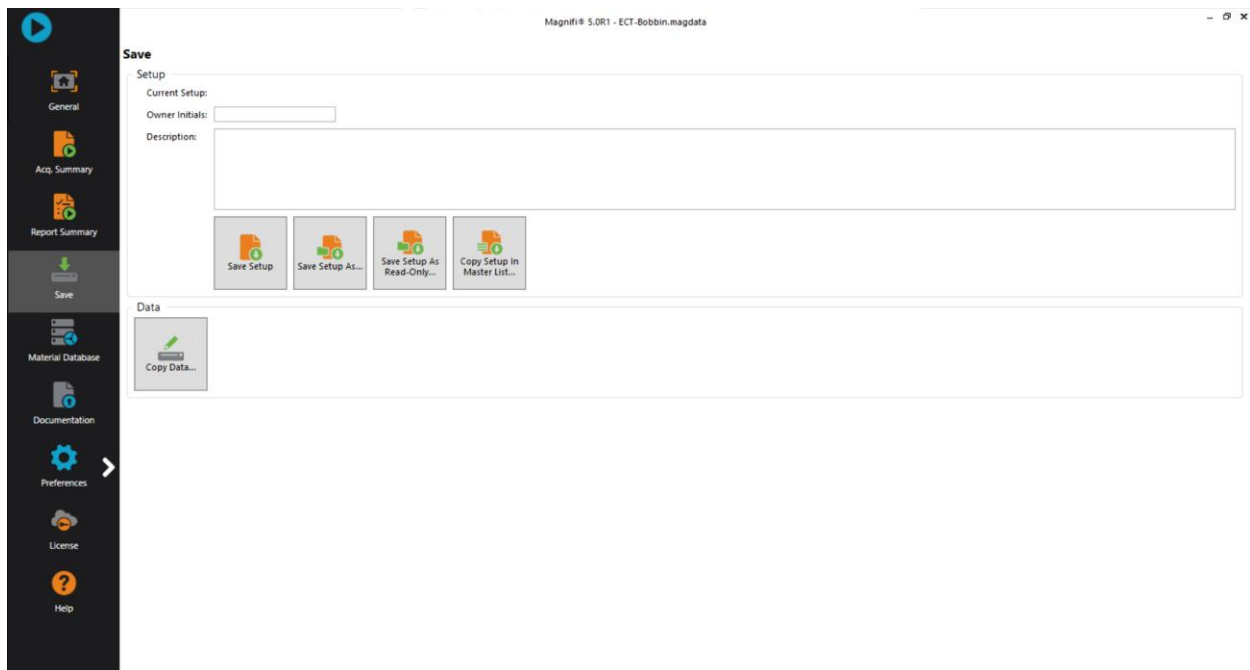 Magnifi® 5.0R1 - ECT-Bobbin.magdata
Save
Setup
Current Setup:
Owner Initials:
Description:
Save Setup
Save Setup As...
Save Setup As
Read-Only...
Copy Setup In
Master List...
Data
Copy Data...
General
Acq. Summary
Report Summary
Save
Material Database
Documentation
Preferences
License
Help